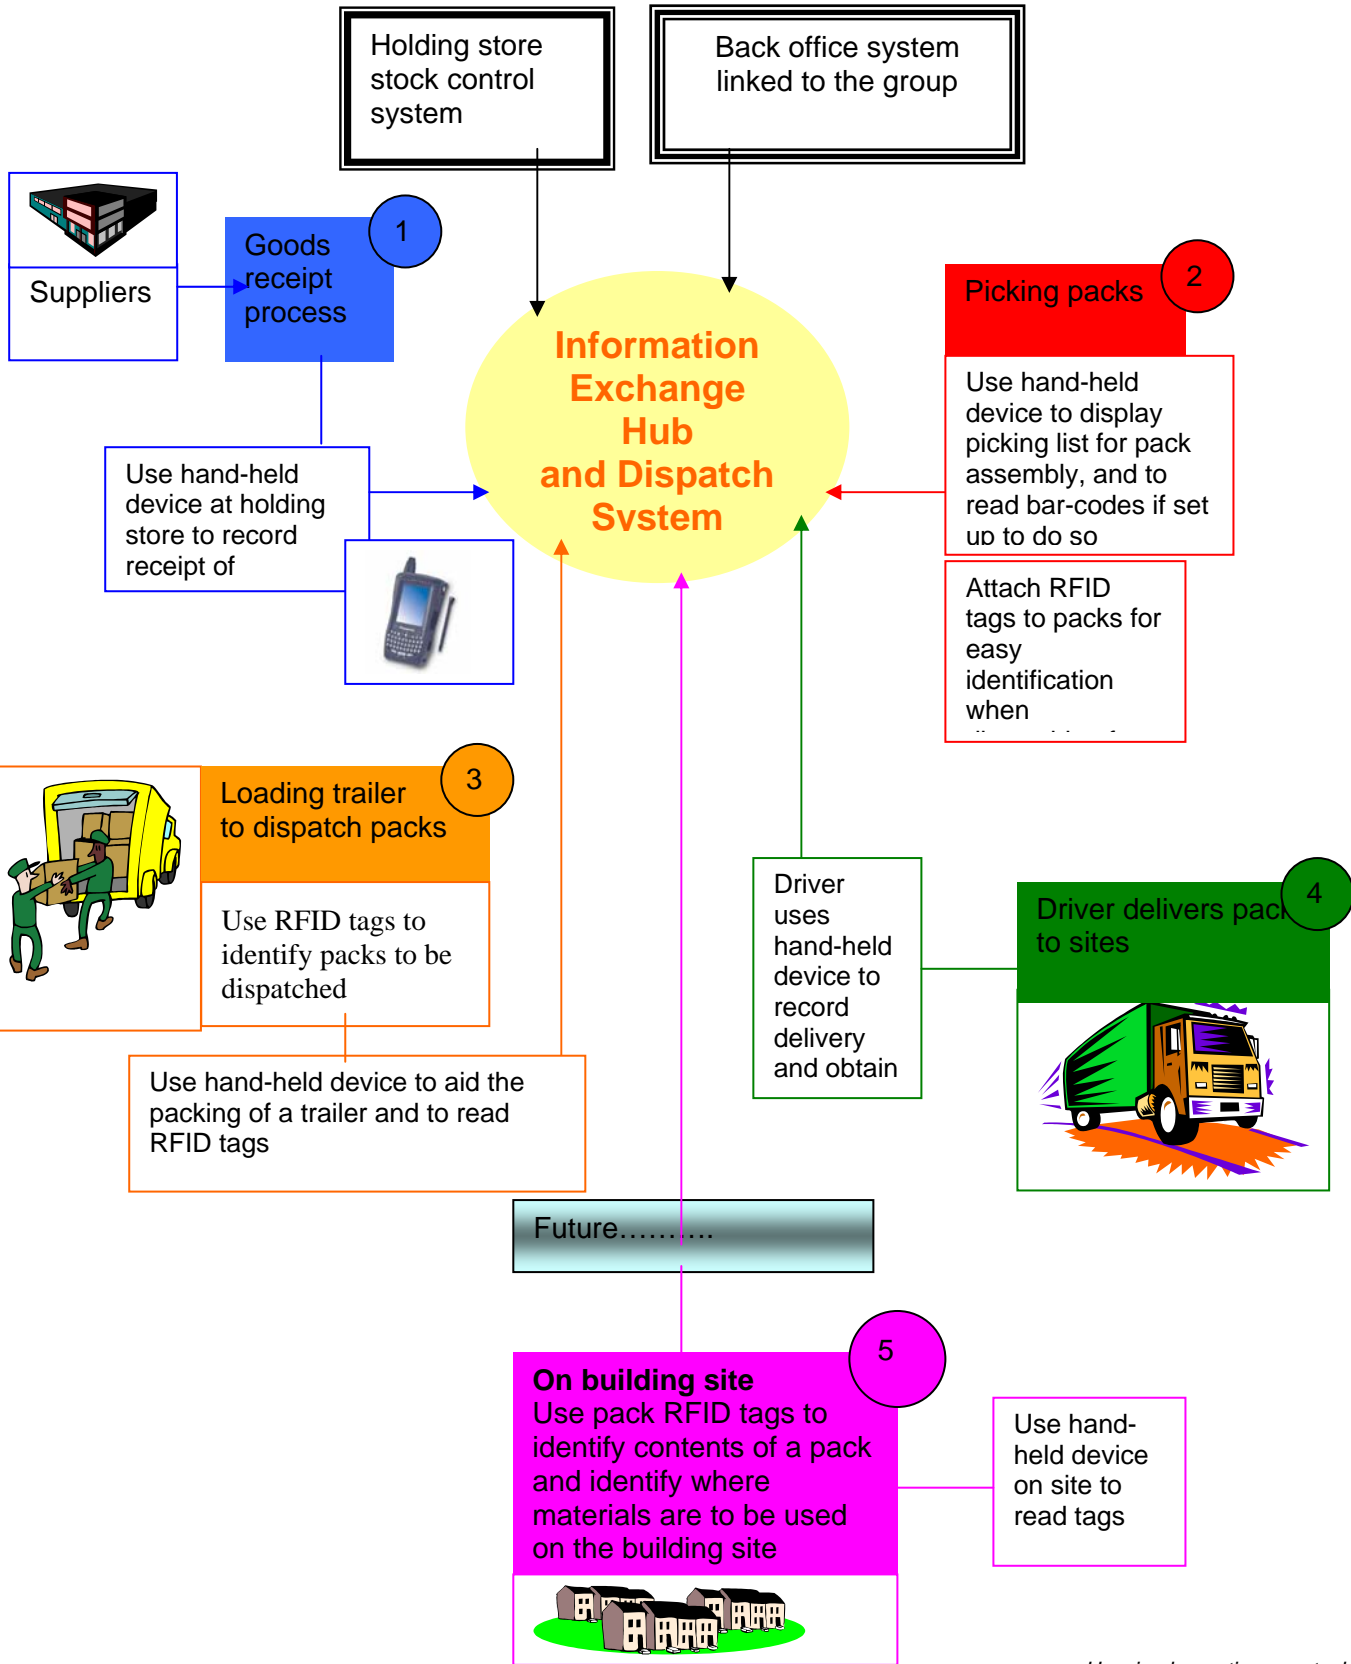 Holding store
stock control
system
Back office system
linked to the group
Suppliers
Goods
receipt
process
1
Information
Exchange
Hub
and Dispatch
System
2
Picking packs
Use hand-held
device to display
picking list for pack
assembly, and to
read bar-codes if set
up to do so
Use hand-held
device at holding
store to record
receipt of
Attach RFID
tags to packs for
easy
identification
when
3
Loading trailer
to dispatch packs
Use RFID tags to
identify packs to be
dispatched
Use hand-held device to aid the
packing of a trailer and to read
RFID tags
Driver
uses
hand-held
device to
record
delivery
and obtain
4
Driver delivers
to sites
Future……….
5
On building site
Use pack RFID tags to
identify contents of a pack
and identify where
materials are to be used
on the building site
Use hand-
held device
on site to
read tags